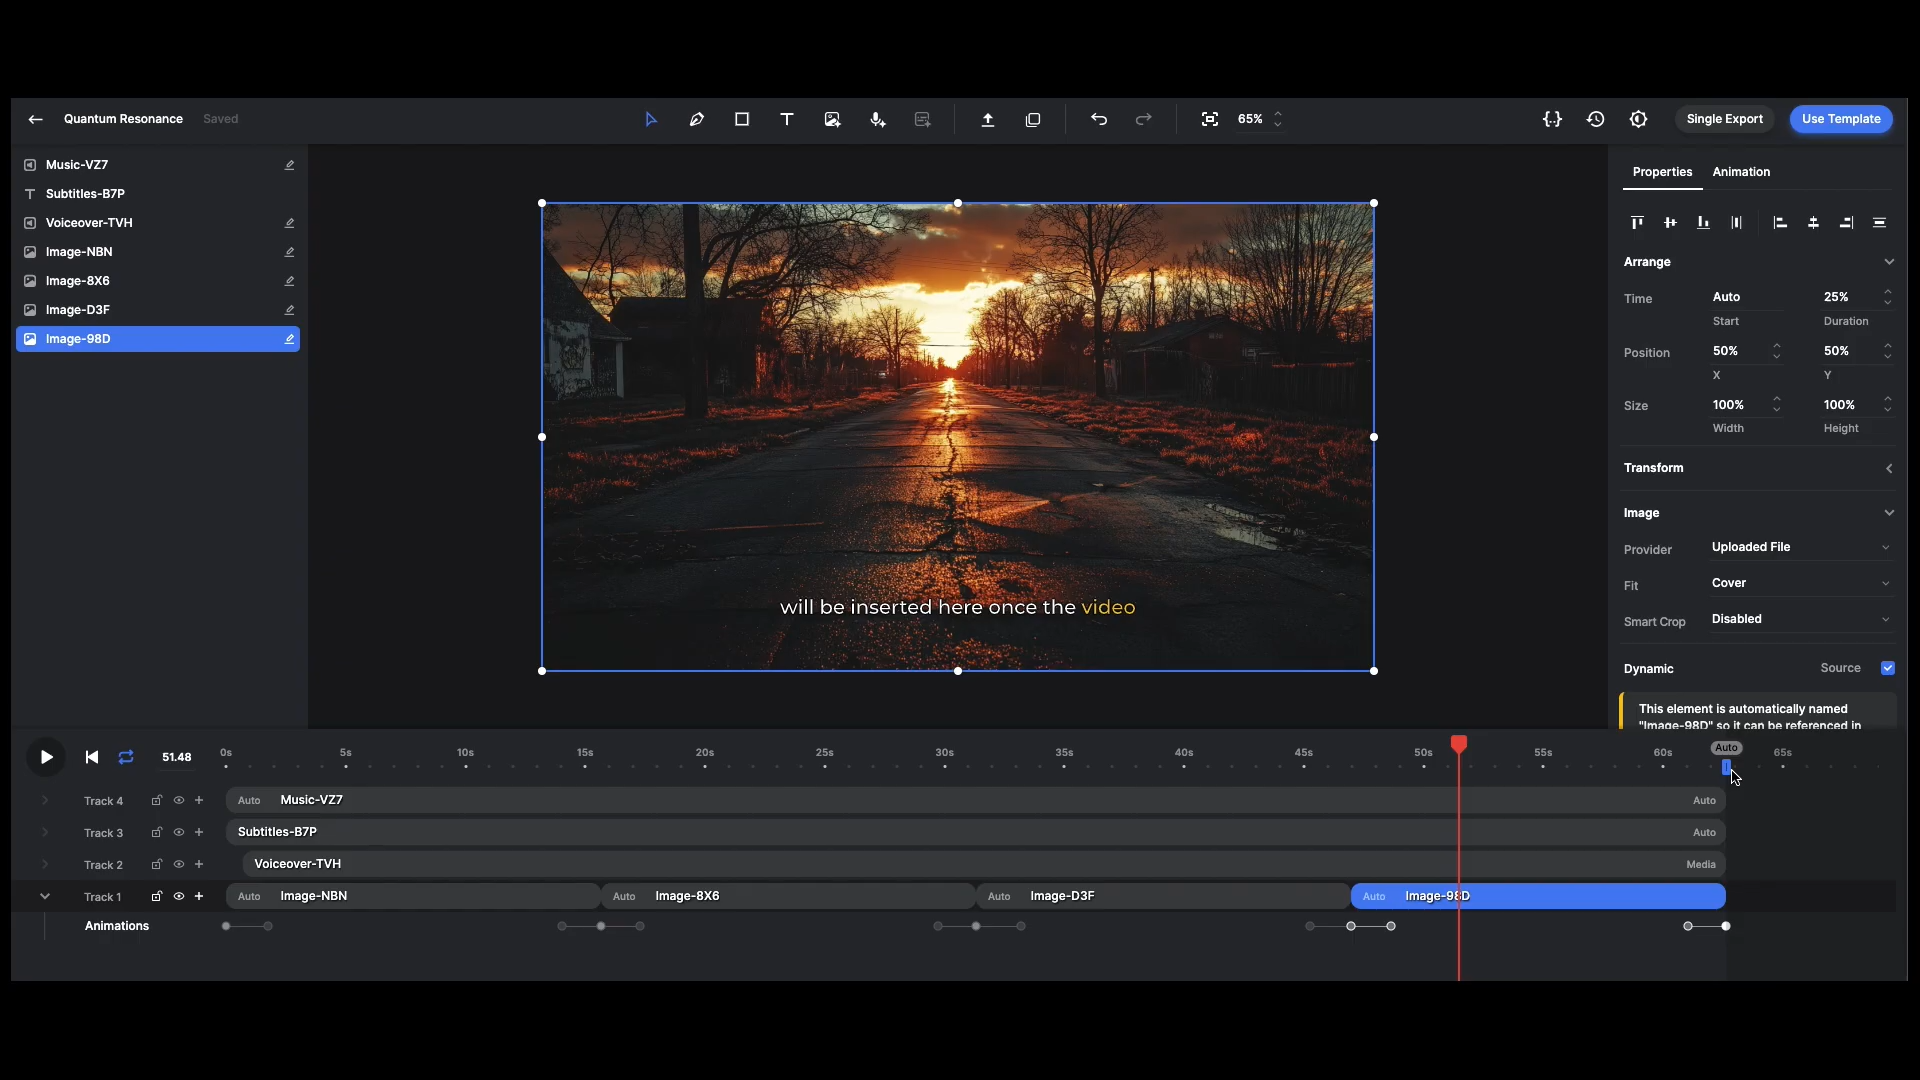 Quantum Resonance Saved
65%
Single Export
Use Template
Music-VZ7
Subtitles-B7P
Voiceover-TVH
Image-NBN
Image-8X6
Image-D3F
Image-98D
will be inserted here once the video
Properties Animation
Arrange
Time Auto 25%
Start Duration
Position 50% 50%
X Y
Size 100% 100%
Width Height
Transform
Image
Provider Uploaded File
Fit Cover
Smart Crop Disabled
Dynamic Source
This element is automatically named
"Image-98D" so it can be referenced in
51.48 0s 5s 10s 15s 20s 25s 30s 35s 40s 45s 50s 55s 60s Auto 65s
Track 4 Auto Music-VZ7 Auto
Track 3 Subtitles-B7P Auto
Track 2 Voiceover-TVH Media
Track 1 Auto Image-NBN Auto Image-8X6 Auto Image-D3F Auto Image-98D
Animations